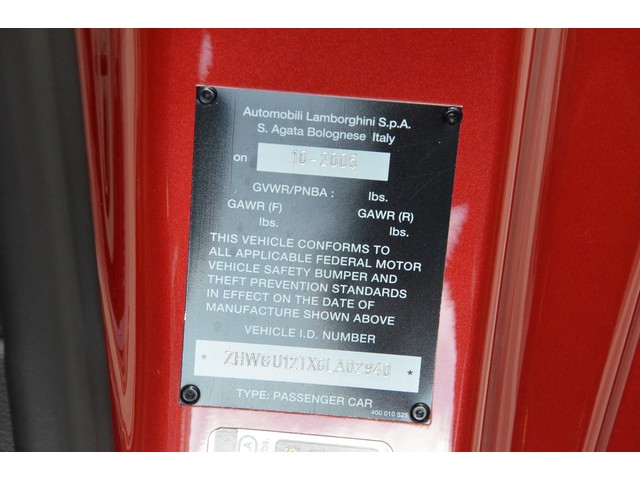 Automobili Lamborghini S.p.A.
S. Agata Bolognese Italy
on 10-2005
GVWR/PNBA : lbs.
GAWR (F) GAWR (R)
lbs. lbs.
THIS VEHICLE CONFORMS TO
ALL APPLICABLE FEDERAL MOTOR
VEHICLE SAFETY BUMPER AND
THEFT PREVENTION STANDARDS
IN EFFECT ON THE DATE OF
MANUFACTURE SHOWN ABOVE
VEHICLE I.D. NUMBER
TYPE: PASSENGER CAR
400 010 525